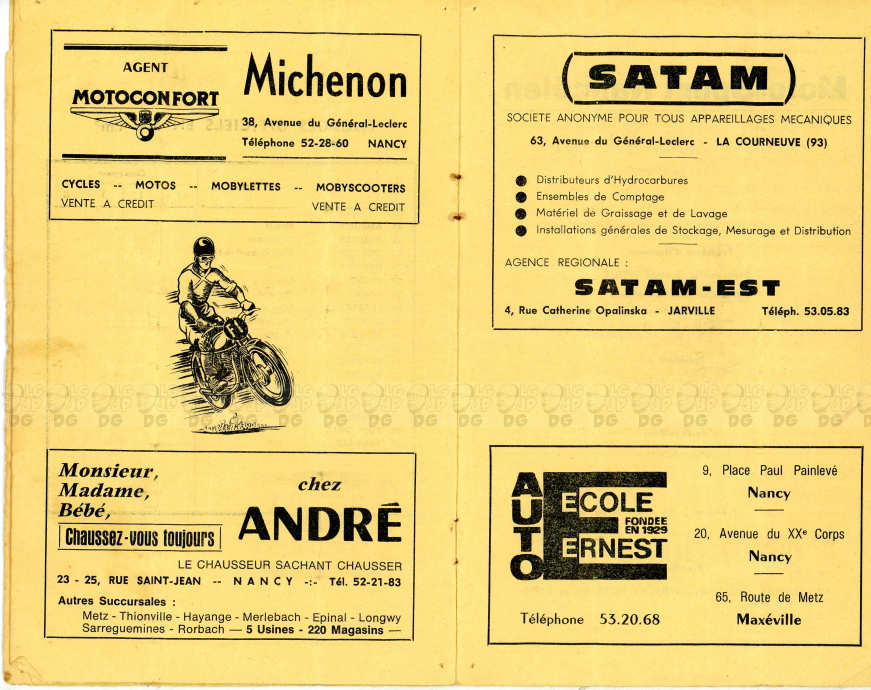 AGENT
MOTOCONFORT
Michenon
38, Avenue du Général-Leclerc
Téléphone 52-28-60 NANCY
CYCLES -- MOTOS -- MOBYLETTES -- MOBYSCOOTERS
VENTE A CREDIT VENTE A CREDIT
Monsieur,
Madame,
Bébé,
Chaussez-vous toujours
chez
ANDRÉ
LE CHAUSSEUR SACHANT CHAUSSER
23 - 25, RUE SAINT-JEAN -- NANCY -:- Tél. 52-21-83
Autres Succursales :
Metz - Thionville - Hayange - Merlebach - Epinal - Longwy
Sarreguemines - Rorbach — 5 Usines - 220 Magasins —
(SATAM)
SOCIETE ANONYME POUR TOUS APPAREILLAGES MECANIQUES
63, Avenue du Général-Leclerc - LA COURNEUVE (93)
● Distributeurs d'Hydrocarbures
● Ensembles de Comptage
● Matériel de Graissage et de Lavage
● Installations générales de Stockage, Mesurage et Distribution
AGENCE REGIONALE :
SATAM-EST
4, Rue Catherine Opalinska - JARVILLE Téléph. 53.05.83
AUTO
ECOLE
FONDEE
EN 1929
ERNEST
Téléphone 53.20.68
9, Place Paul Painlevé
Nancy
20, Avenue du XXe Corps
Nancy
65, Route de Metz
Maxéville